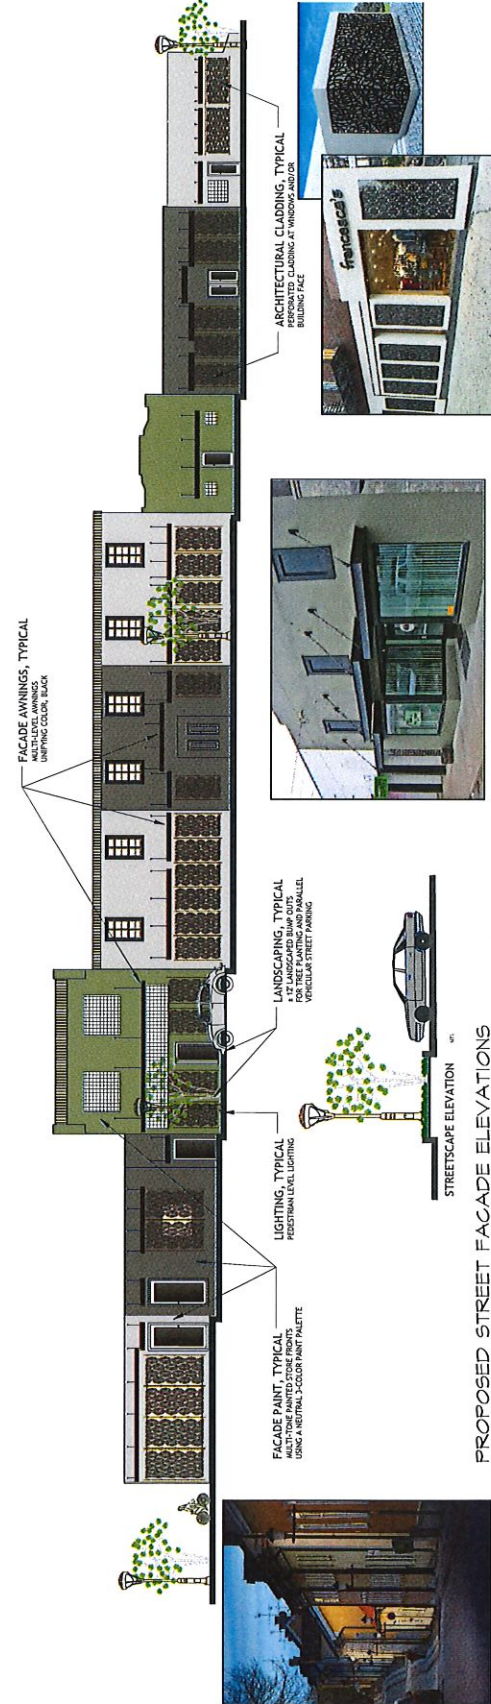 FACADE AWNINGS, TYPICAL
MULTI-LEVEL AWNINGS
UNIFYING COLOR, BLACK
FACADE PAINT, TYPICAL
MULTI-TONE PAINTED STORE FRONTS
USING A NEUTRAL 3-COLOR PAINT PALETTE
LIGHTING, TYPICAL
PEDESTRIAN LEVEL LIGHTING
LANDSCAPING, TYPICAL
± 12' LANDSCAPED BUMP OUTS
FOR TREE PLANTING AND PARALLEL
VEHICULAR STREET PARKING
ARCHITECTURAL CLADDING, TYPICAL
PERFORATED CLADDING AT WINDOWS AND/OR
BUILDING FACE
francesca's
STREETSCAPE ELEVATION
NTS
PROPOSED STREET FACADE ELEVATIONS